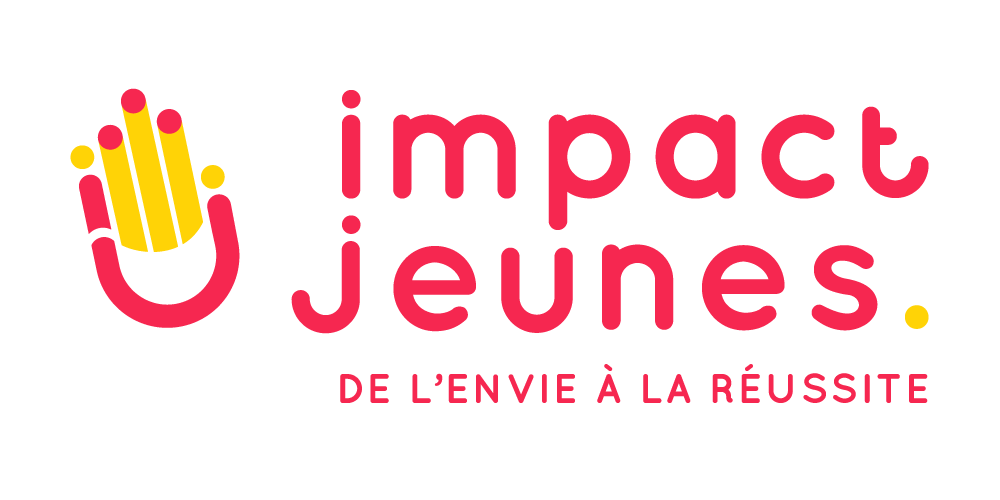 impact
jeunes.
DE L’ENVIE À LA RÉUSSITE